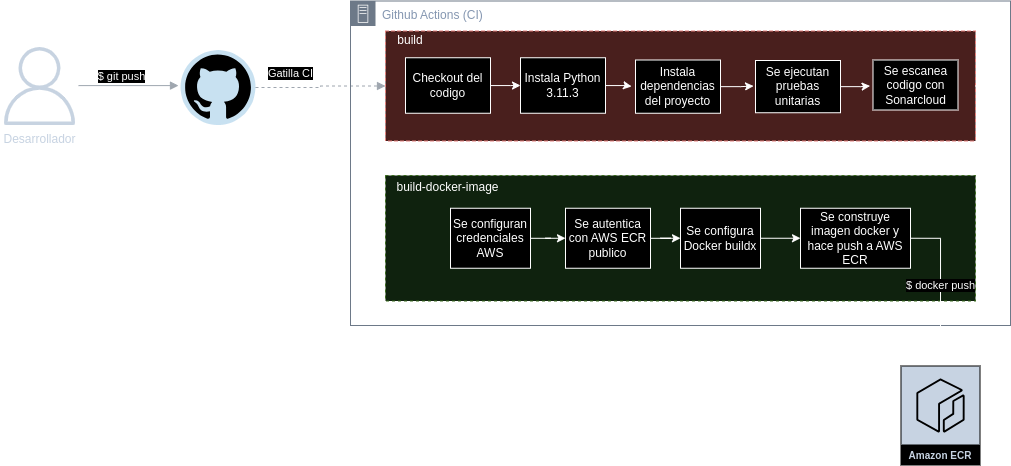 Github Actions (CI)
build
Checkout del
codigo
Instala Python
3.11.3
Instala
dependencias
del proyecto
Se ejecutan
pruebas
unitarias
Se escanea
codigo con
Sonarcloud
$ git push
Gatilla CI
Desarrollador
build-docker-image
Se configuran
credenciales
AWS
Se autentica
con AWS ECR
publico
Se configura
Docker buildx
Se construye
imagen docker y
hace push a AWS
ECR
$ docker push
Amazon ECR